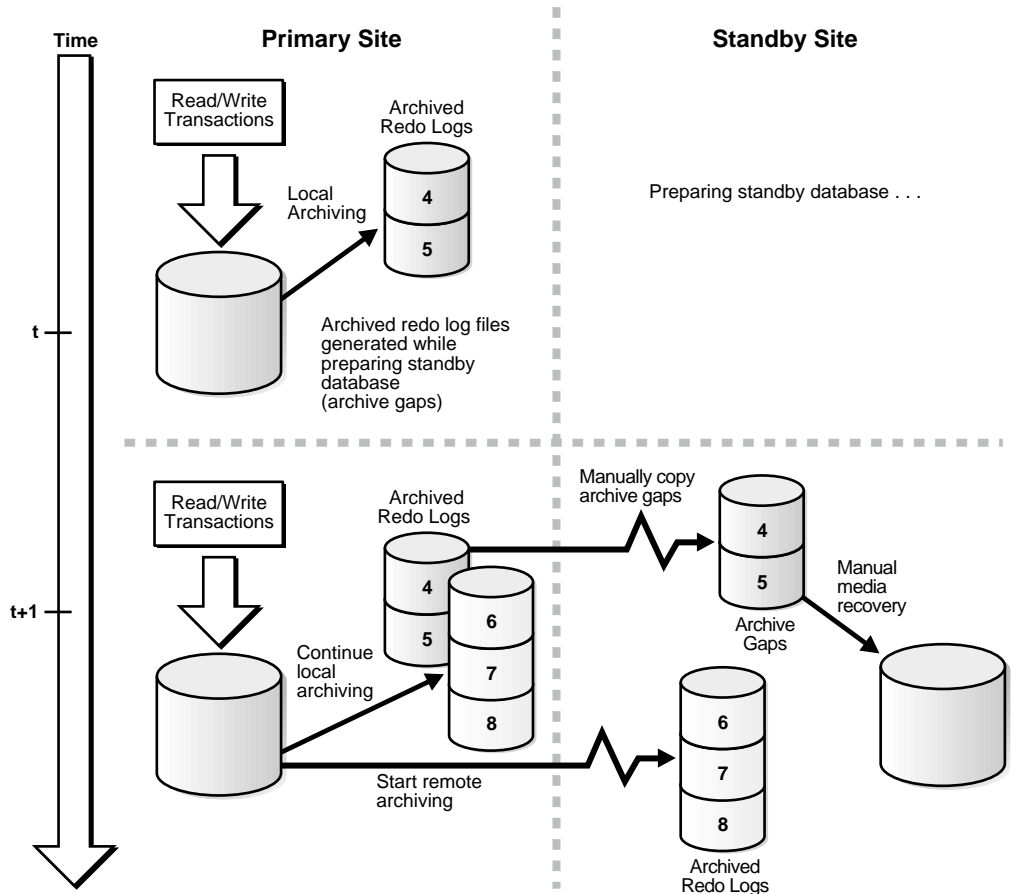 Time
Primary Site
Standby Site
Read/Write
Transactions
Archived
Redo Logs
Local
Archiving
4
5
Preparing standby database . . .
t
Archived redo log files
generated while
preparing standby
database
(archive gaps)
Read/Write
Transactions
Archived
Redo Logs
Manually copy
archive gaps
4
5
6
7
8
4
5
Archive
Gaps
Manual
media
recovery
t+1
Continue
local
archiving
Start remote
archiving
6
7
8
Archived
Redo Logs